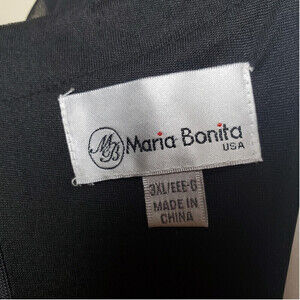 MB Maria Bonita
USA
3XL/EEE-G
MADE IN
CHINA